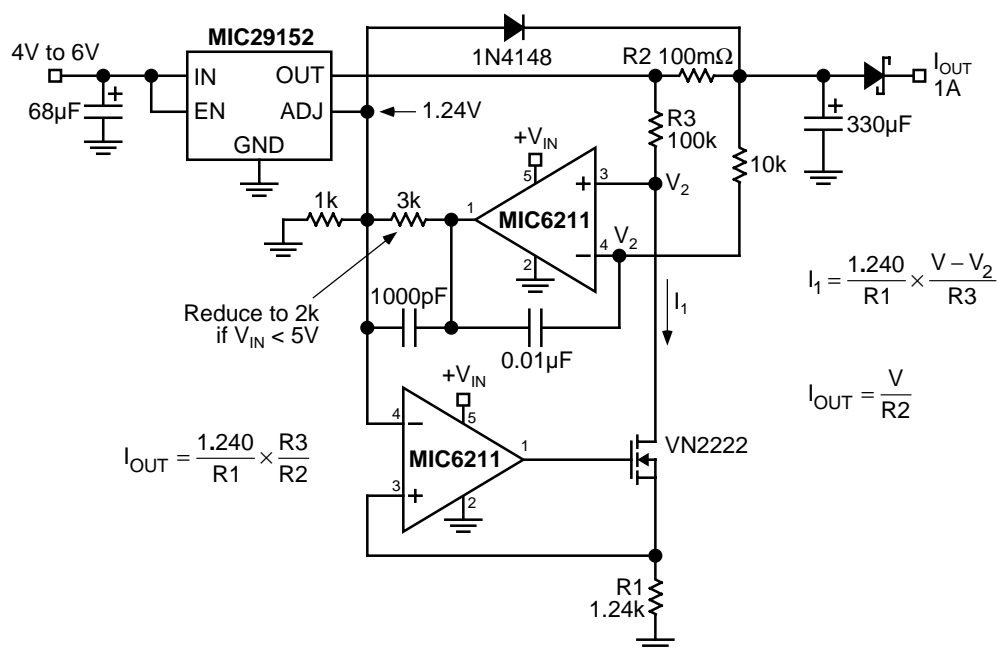 MIC29152
4V to 6V
IN
OUT
EN
ADJ
GND
68µF
+
1N4148
R2 100mΩ
I_OUT
1A
1.24V
R3
100k
330µF
+
10k
+V_IN
5
3
+
V_2
1k
3k
1
MIC6211
V_2
4
−
2
1000pF
Reduce to 2k
if V_IN < 5V
0.01µF
I_1
I_1 = 1.240/R1 × V − V_2/R3
I_OUT = V/R2
+V_IN
4
−
5
MIC6211
1
VN2222
3
+
2
I_OUT = 1.240/R1 × R3/R2
R1
1.24k